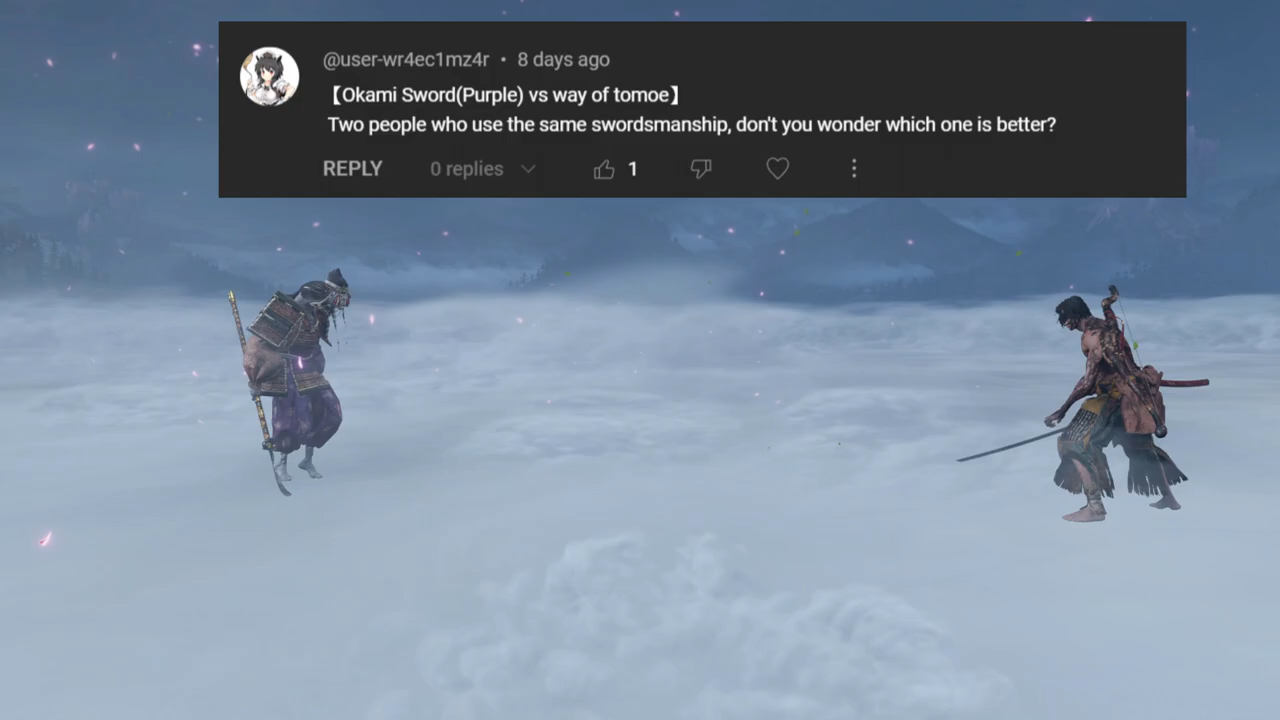 @user-wr4ec1mz4r • 8 days ago
【Okami Sword(Purple) vs way of tomoe】
Two people who use the same swordsmanship, don't you wonder which one is better?
REPLY 0 replies 1